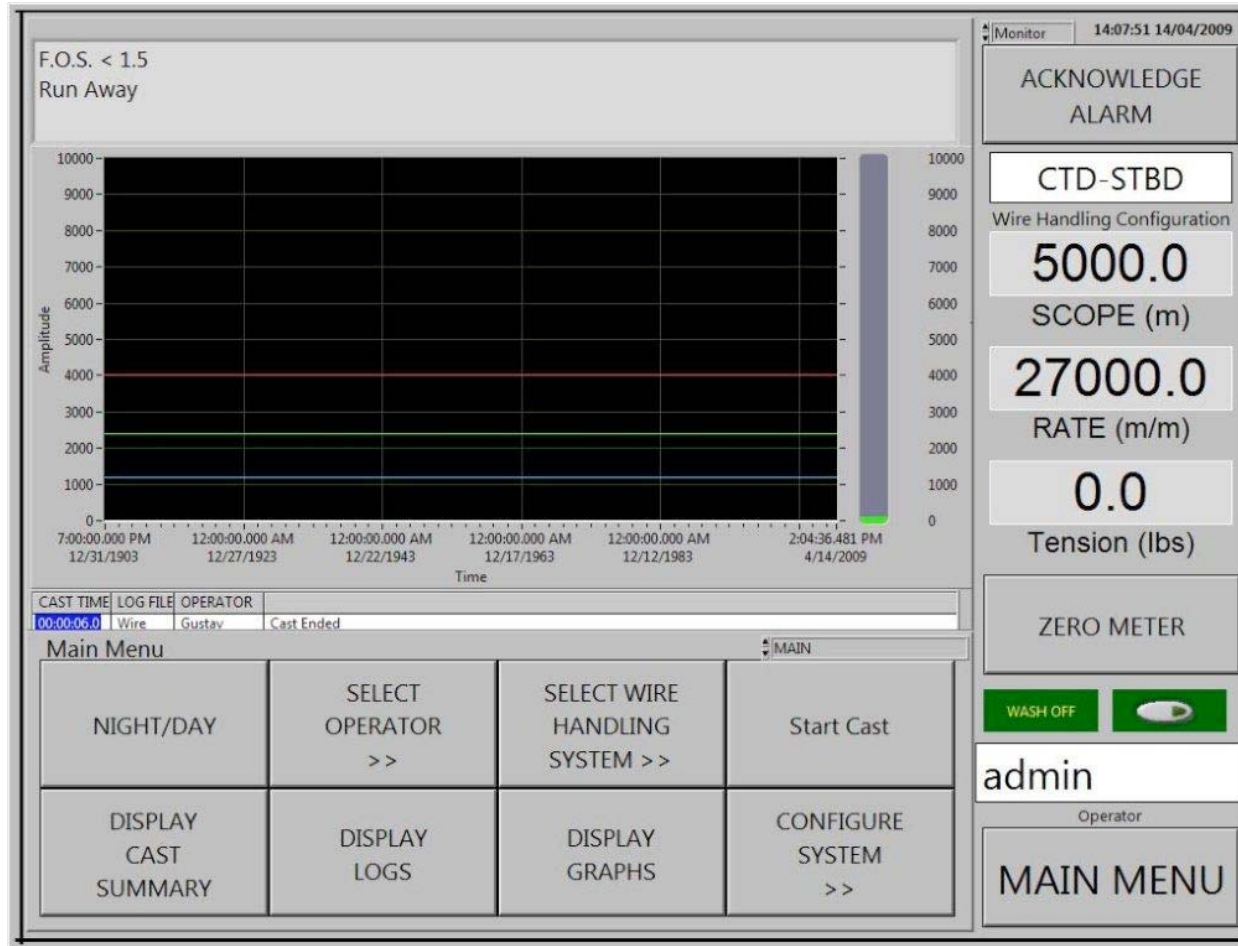 F.O.S. < 1.5
Run Away
Monitor
14:07:51 14/04/2009
ACKNOWLEDGE
ALARM
CTD-STBD
Wire Handling Configuration
5000.0
SCOPE (m)
27000.0
RATE (m/m)
0.0
Tension (lbs)
ZERO METER
WASH OFF
admin
Operator
MAIN MENU
10000
9000
8000
7000
6000
5000
4000
3000
2000
1000
0
Amplitude
10000
9000
8000
7000
6000
5000
4000
3000
2000
1000
0
7:00:00.000 PM 12:00:00.000 AM 12:00:00.000 AM 12:00:00.000 AM 12:00:00.000 AM 2:04:36.481 PM
12/31/1903 12/27/1923 12/22/1943 12/17/1963 12/12/1983 4/14/2009
Time
CAST TIME LOG FILE OPERATOR
00:00:06.0 Wire Gustav Cast Ended
Main Menu
MAIN
NIGHT/DAY
SELECT
OPERATOR
>>
SELECT WIRE
HANDLING
SYSTEM >>
Start Cast
DISPLAY
CAST
SUMMARY
DISPLAY
LOGS
DISPLAY
GRAPHS
CONFIGURE
SYSTEM
>>